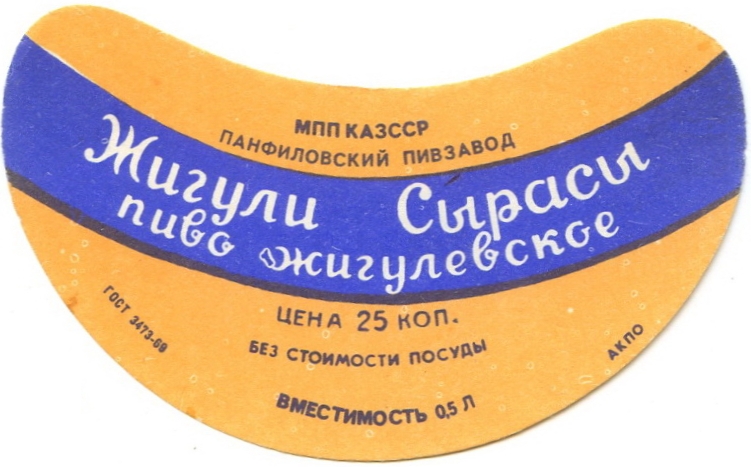 МПП КАЗССР
ПАНФИЛОВСКИЙ ПИВЗАВОД
Жигули Сырасы
пиво жигулевское
ЦЕНА 25 КОП.
БЕЗ СТОИМОСТИ ПОСУДЫ
ВМЕСТИМОСТЬ 0,5 Л
ГОСТ 3473-69
АКПО